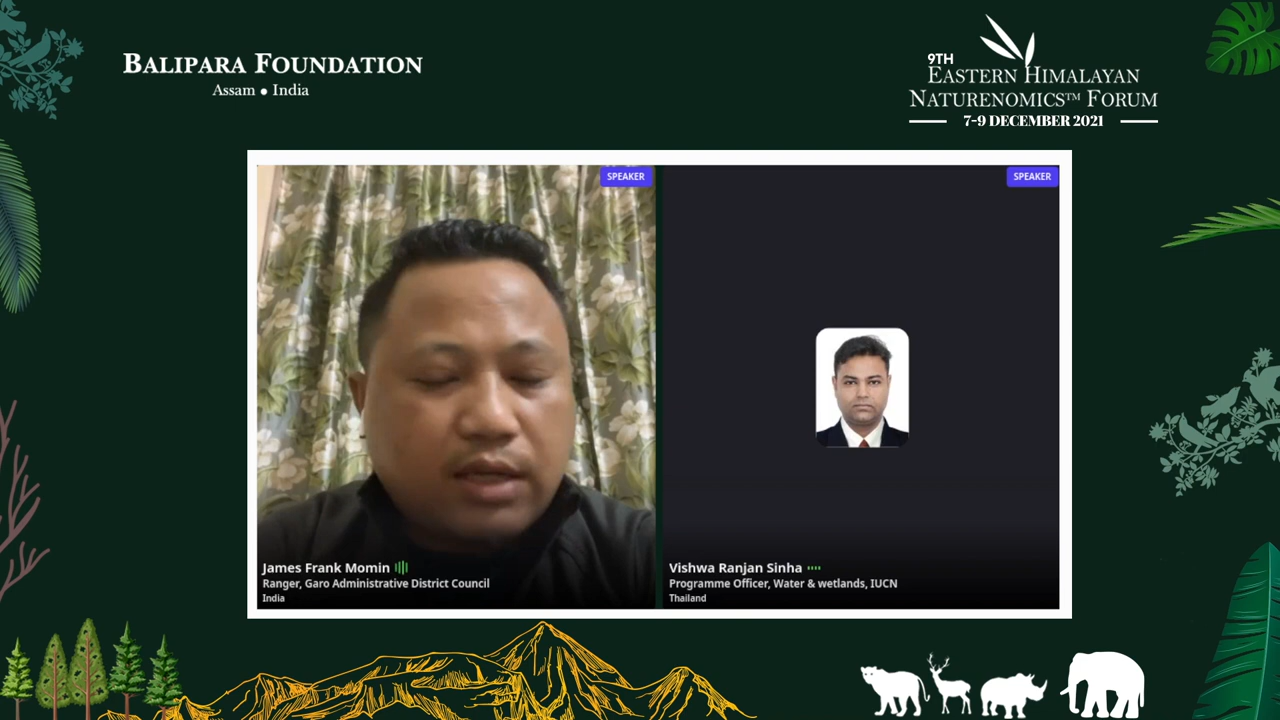 BALIPARA FOUNDATION
Assam ● India
9TH
EASTERN HIMALAYAN
NATURENOMICS™ FORUM
7-9 DECEMBER 2021
SPEAKER
SPEAKER
James Frank Momin
Ranger, Garo Administrative District Council
India
Vishwa Ranjan Sinha
Programme Officer, Water & wetlands, IUCN
Thailand